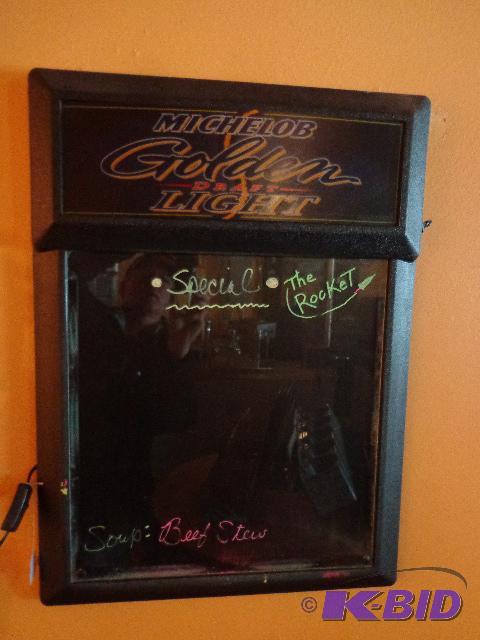 MICHELOB
Golden
DRAFT
LIGHT
Special
The
RocKeT
Soup: Beef Stew
© K-BID